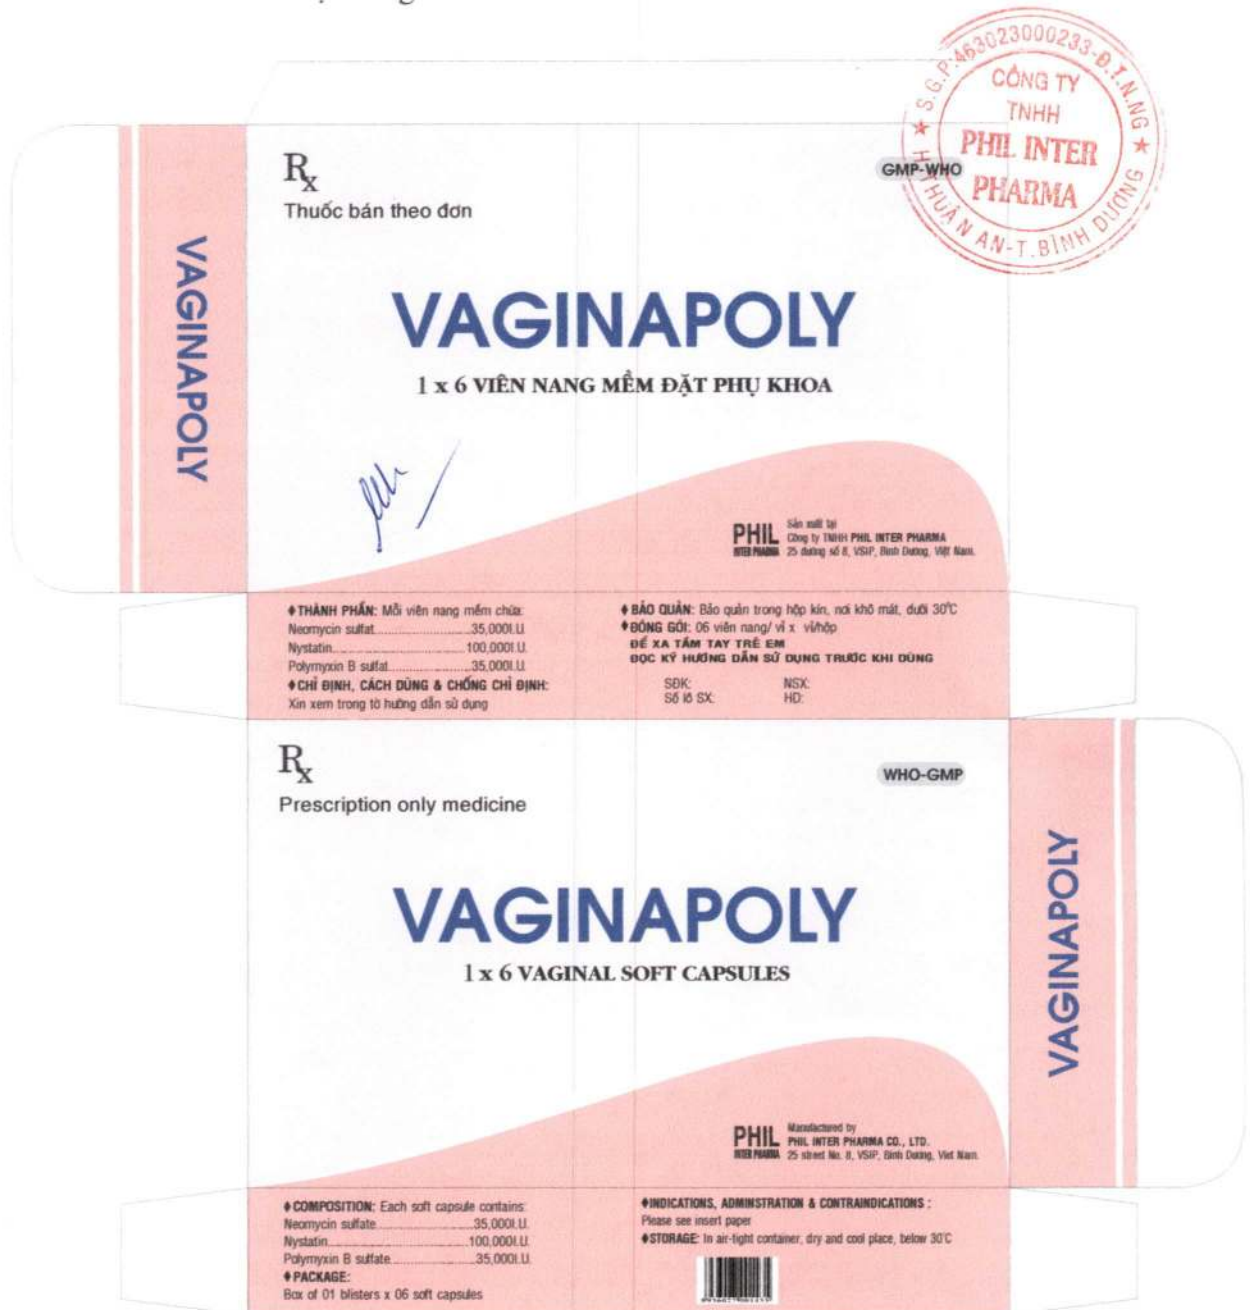 S.G.P:463023000233-Đ.T.N.NG
CÔNG TY
TNHH
PHIL INTER
PHARMA
H.THUẬN AN-T.BÌNH DƯƠNG
Rx
Thuốc bán theo đơn
GMP-WHO
VAGINAPOLY
VAGINAPOLY
1 x 6 VIÊN NANG MỀM ĐẶT PHỤ KHOA
PHIL
INTER PHARMA
Sản xuất tại
Công ty TNHH PHIL INTER PHARMA
25 đường số 8, VSIP, Bình Dương, Việt Nam.
♦THÀNH PHẦN: Mỗi viên nang mềm chứa:
Neomycin sulfat.....................35,000I.U.
Nystatin.....................100,000I.U.
Polymyxin B sulfat.....................35,000I.U.
♦CHỈ ĐỊNH, CÁCH DÙNG & CHỐNG CHỈ ĐỊNH:
Xin xem trong tờ hướng dẫn sử dụng
♦BẢO QUẢN: Bảo quản trong hộp kín, nơi khô mát, dưới 30°C
♦ĐÓNG GÓI: 06 viên nang/ vỉ x vỉ/hộp
ĐỂ XA TẦM TAY TRẺ EM
ĐỌC KỸ HƯỚNG DẪN SỬ DỤNG TRƯỚC KHI DÙNG
SĐK: NSX:
Số lô SX: HD:
Rx
Prescription only medicine
WHO-GMP
VAGINAPOLY
1 x 6 VAGINAL SOFT CAPSULES
VAGINAPOLY
PHIL
INTER PHARMA
Manufactured by
PHIL INTER PHARMA CO., LTD.
25 street No. 8, VSIP, Binh Duong, Viet Nam.
♦COMPOSITION: Each soft capsule contains:
Neomycin sulfate.....................35,000I.U.
Nystatin.....................100,000I.U.
Polymyxin B sulfate.....................35,000I.U.
♦PACKAGE:
Box of 01 blisters x 06 soft capsules
♦INDICATIONS, ADMINSTRATION & CONTRAINDICATIONS :
Please see insert paper
♦STORAGE: In air-tight container, dry and cool place, below 30°C